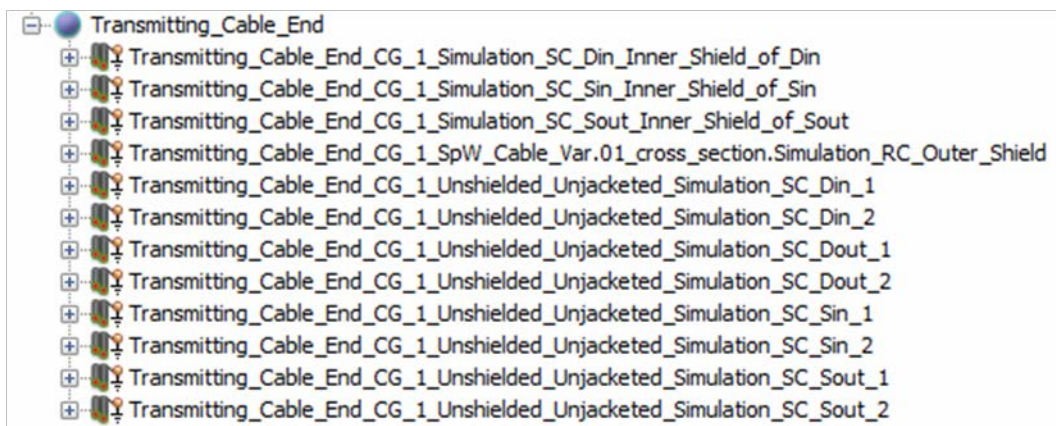 Transmitting_Cable_End
Transmitting_Cable_End_CG_1_Simulation_SC_Din_Inner_Shield_of_Din
Transmitting_Cable_End_CG_1_Simulation_SC_Sin_Inner_Shield_of_Sin
Transmitting_Cable_End_CG_1_Simulation_SC_Sout_Inner_Shield_of_Sout
Transmitting_Cable_End_CG_1_SpW_Cable_Var.01_cross_section.Simulation_RC_Outer_Shield
Transmitting_Cable_End_CG_1_Unshielded_Unjacketed_Simulation_SC_Din_1
Transmitting_Cable_End_CG_1_Unshielded_Unjacketed_Simulation_SC_Din_2
Transmitting_Cable_End_CG_1_Unshielded_Unjacketed_Simulation_SC_Dout_1
Transmitting_Cable_End_CG_1_Unshielded_Unjacketed_Simulation_SC_Dout_2
Transmitting_Cable_End_CG_1_Unshielded_Unjacketed_Simulation_SC_Sin_1
Transmitting_Cable_End_CG_1_Unshielded_Unjacketed_Simulation_SC_Sin_2
Transmitting_Cable_End_CG_1_Unshielded_Unjacketed_Simulation_SC_Sout_1
Transmitting_Cable_End_CG_1_Unshielded_Unjacketed_Simulation_SC_Sout_2